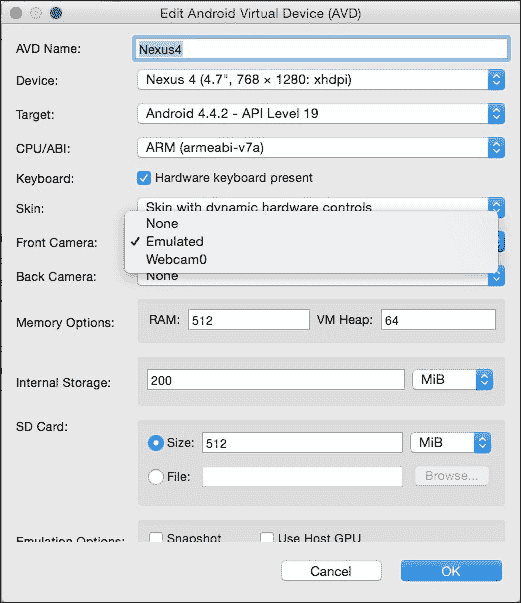 Edit Android Virtual Device (AVD)
AVD Name: Nexus4
Device: Nexus 4 (4.7", 768 × 1280: xhdpi)
Target: Android 4.4.2 - API Level 19
CPU/ABI: ARM (armeabi-v7a)
Keyboard: Hardware keyboard present
Skin: Skin with dynamic hardware controls
None
Front Camera: Emulated
Webcam0
Back Camera: None
Memory Options: RAM: 512 VM Heap: 64
Internal Storage: 200 MiB
SD Card:
Size: 512 MiB
File: Browse...
Emulation Options: Snapshot Use Host GPU
Cancel OK